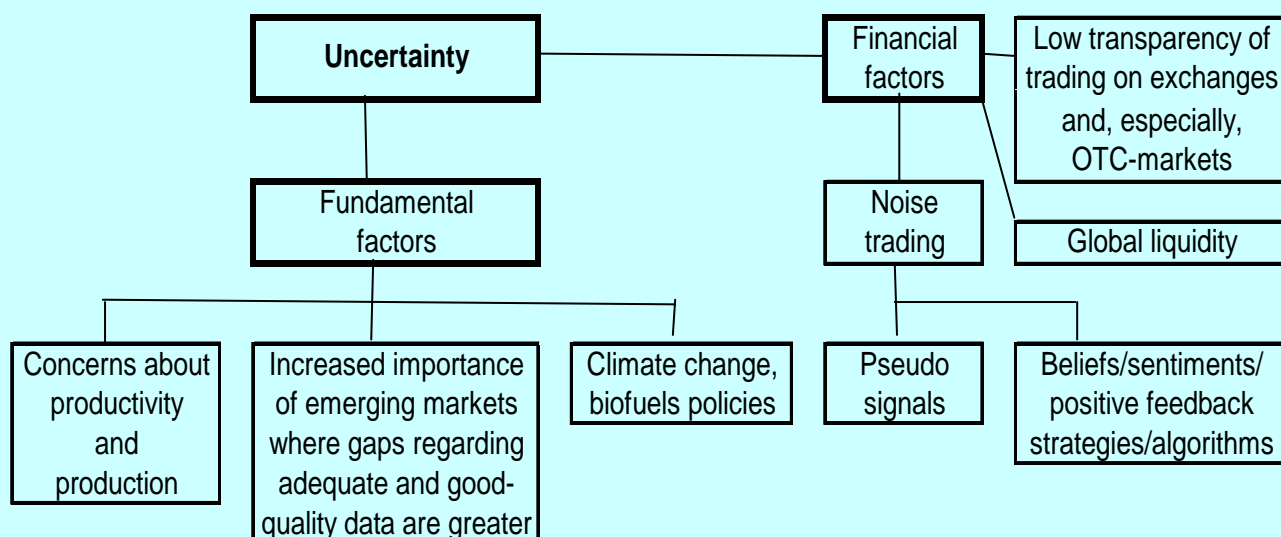 Uncertainty
Financial
factors
Low transparency of
trading on exchanges
and, especially,
OTC-markets
Fundamental
factors
Noise
trading
Global liquidity
Concerns about
productivity
and
production
Increased importance
of emerging markets
where gaps regarding
adequate and good-
quality data are greater
Climate change,
biofuels policies
Pseudo
signals
Beliefs/sentiments/
positive feedback
strategies/algorithms